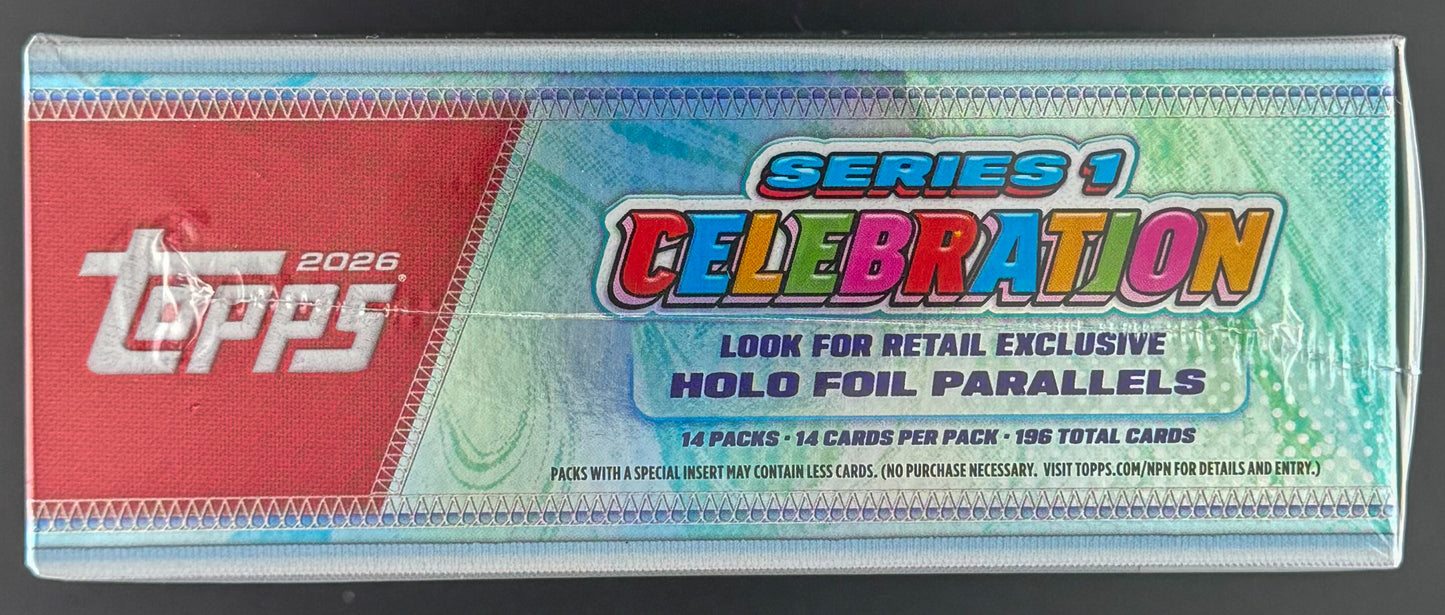 2026
TOPPS®
SERIES 1
CELEBRATION
LOOK FOR RETAIL EXCLUSIVE
HOLO FOIL PARALLELS
14 PACKS · 14 CARDS PER PACK · 196 TOTAL CARDS
PACKS WITH A SPECIAL INSERT MAY CONTAIN LESS CARDS. (NO PURCHASE NECESSARY. VISIT TOPPS.COM/NPN FOR DETAILS AND ENTRY.)